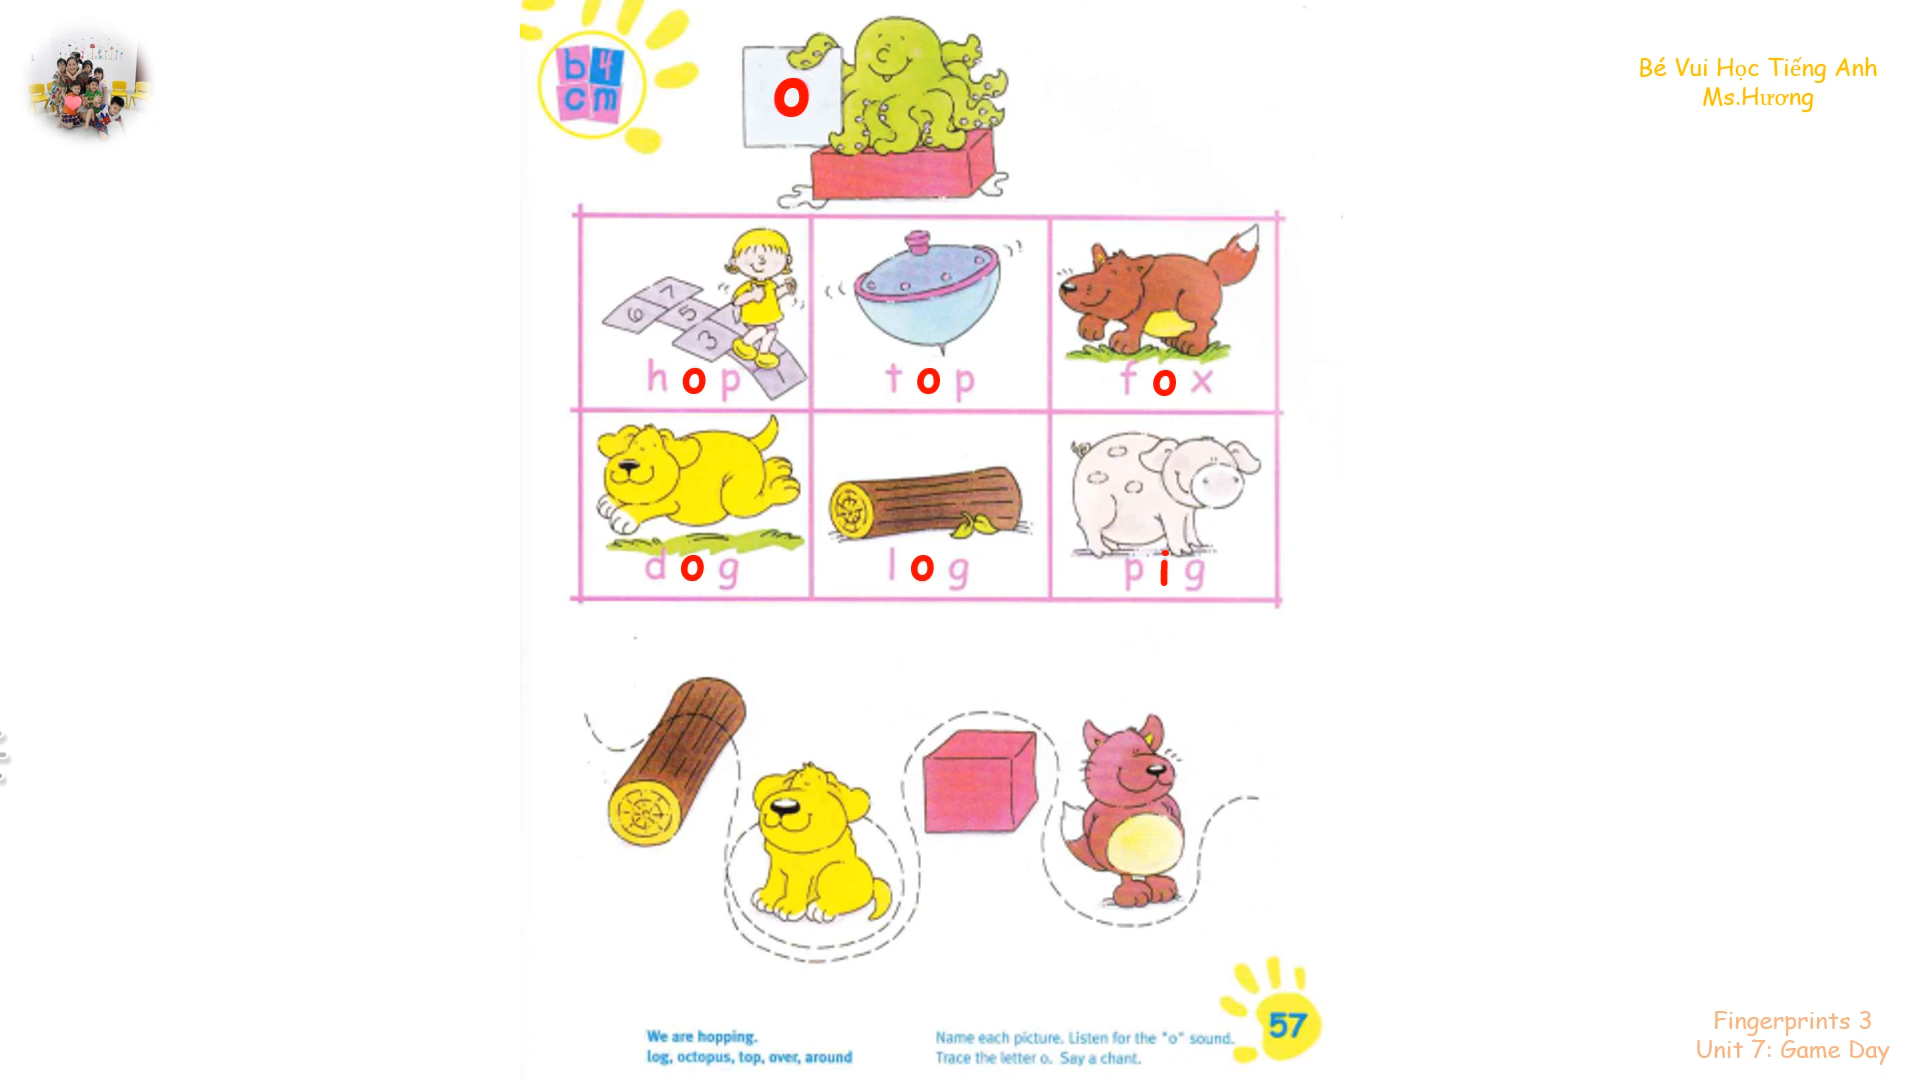 b 4
c m
o
Bé Vui Học Tiếng Anh
Ms.Hương
7
6 5
3
1
h o p
t o p
f o x
d o g
l o g
p i g
We are hopping.
log, octopus, top, over, around
Name each picture. Listen for the "o" sound.
Trace the letter o. Say a chant.
57
Fingerprints 3
Unit 7: Game Day